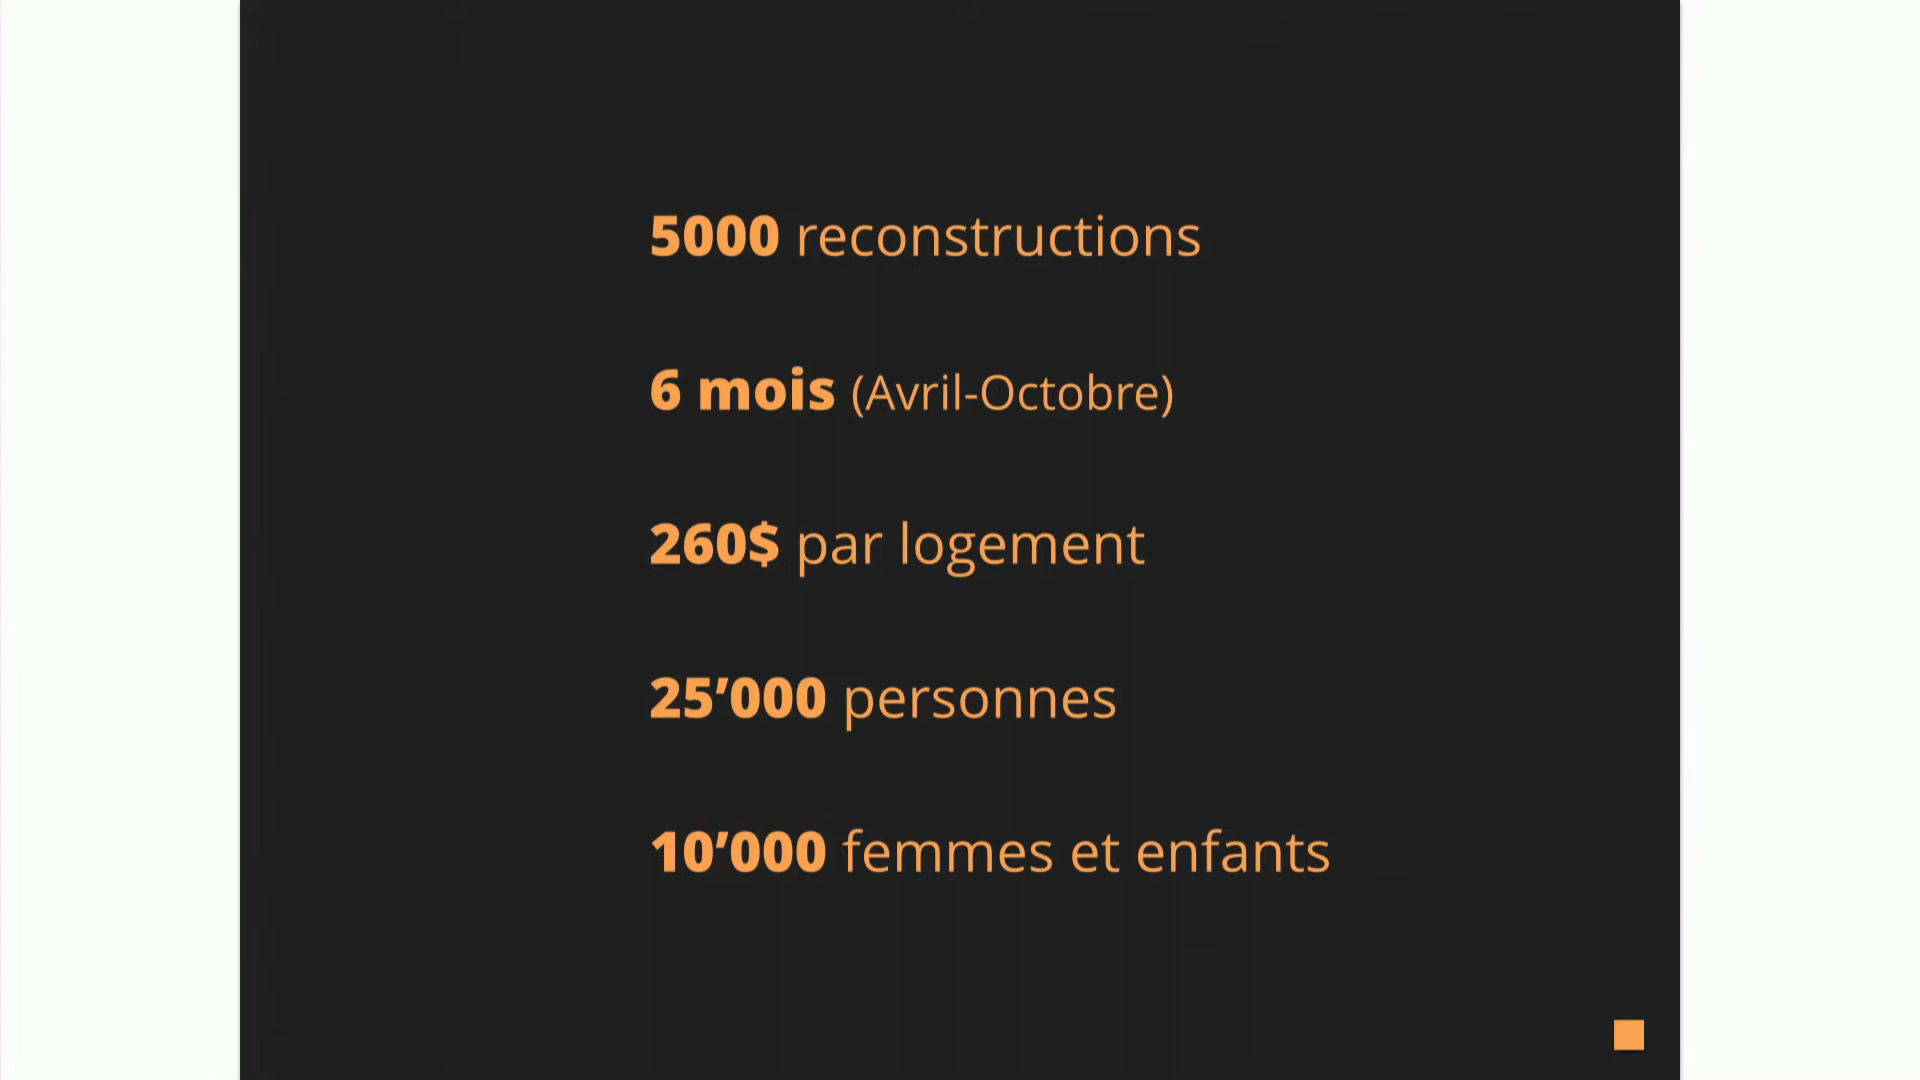 5000 reconstructions
6 mois (Avril-Octobre)
260$ par logement
25’000 personnes
10’000 femmes et enfants